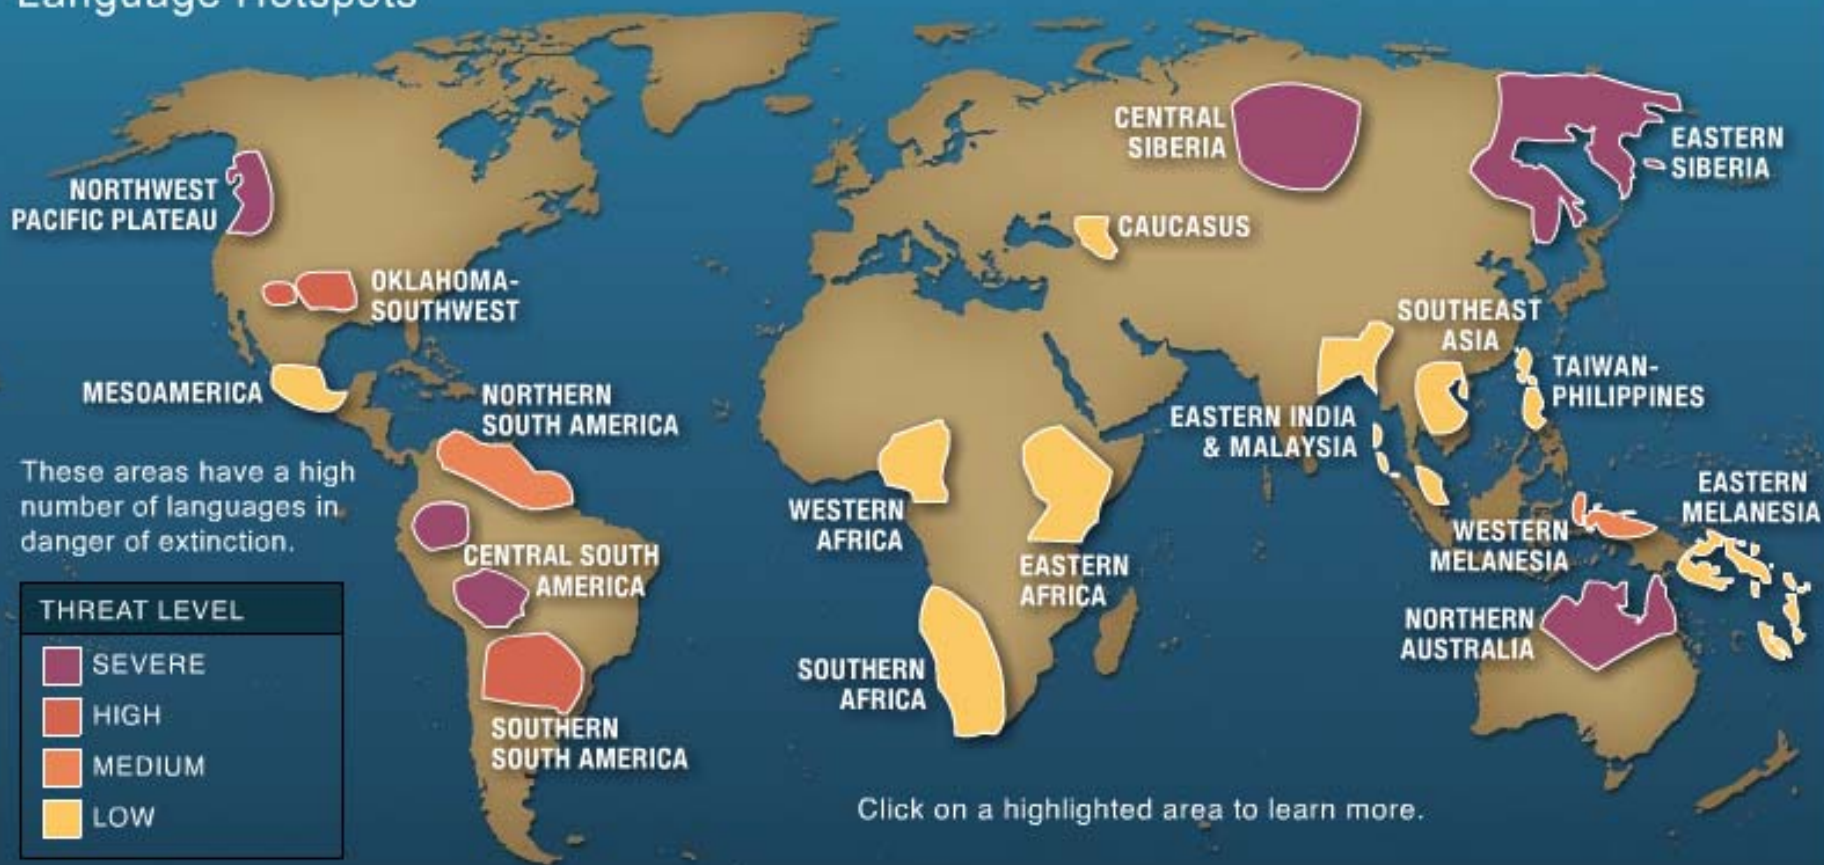 Language Hotspots
NORTHWEST
PACIFIC PLATEAU
OKLAHOMA-
SOUTHWEST
MESOAMERICA
NORTHERN
SOUTH AMERICA
CENTRAL SOUTH
AMERICA
SOUTHERN
SOUTH AMERICA
WESTERN
AFRICA
EASTERN
AFRICA
SOUTHERN
AFRICA
CENTRAL
SIBERIA
EASTERN
SIBERIA
CAUCASUS
SOUTHEAST
ASIA
TAIWAN-
PHILIPPINES
EASTERN INDIA
& MALAYSIA
WESTERN
MELANESIA
EASTERN
MELANESIA
NORTHERN
AUSTRALIA
These areas have a high
number of languages in
danger of extinction.
THREAT LEVEL
SEVERE
HIGH
MEDIUM
LOW
Click on a highlighted area to learn more.